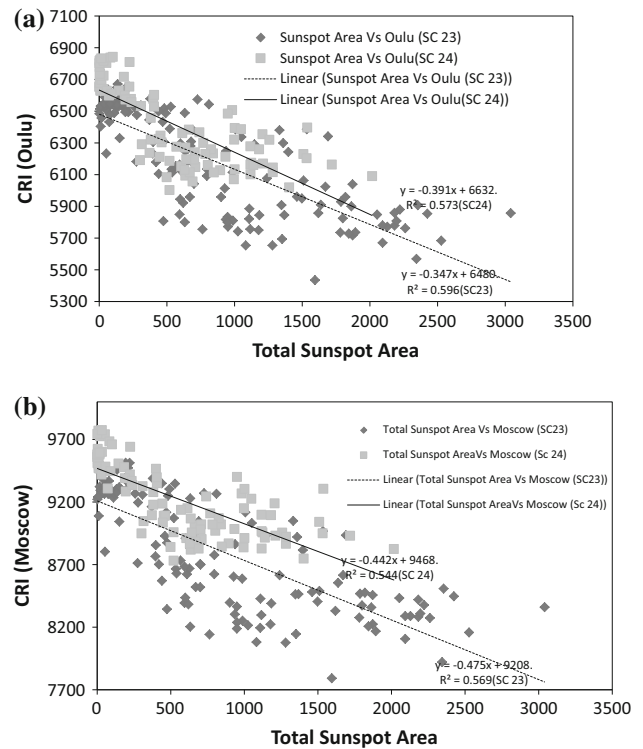 (a)
7100
6900
6700
6500
6300
6100
5900
5700
5500
5300
CRI (Oulu)
Sunspot Area Vs Oulu (SC 23)
Sunspot Area Vs Oulu(SC 24)
Linear (Sunspot Area Vs Oulu (SC 23))
Linear (Sunspot Area Vs Oulu(SC 24))
y = -0.391x + 6632.
R² = 0.573(SC24)
y = -0.347x + 6480.
R² = 0.596(SC23)
0 500 1000 1500 2000 2500 3000 3500
Total Sunspot Area
(b)
9700
9200
8700
8200
7700
CRI (Moscow)
Total Sunspot Area Vs Moscow (SC23)
Total Sunspot AreaVs Moscow (Sc 24)
Linear (Total Sunspot Area Vs Moscow (SC23))
Linear (Total Sunspot AreaVs Moscow (Sc 24))
y = -0.442x + 9468.
R² = 0.544(SC 24)
y = -0.475x + 9208.
R² = 0.569(SC 23)
0 500 1000 1500 2000 2500 3000 3500
Total Sunspot Area